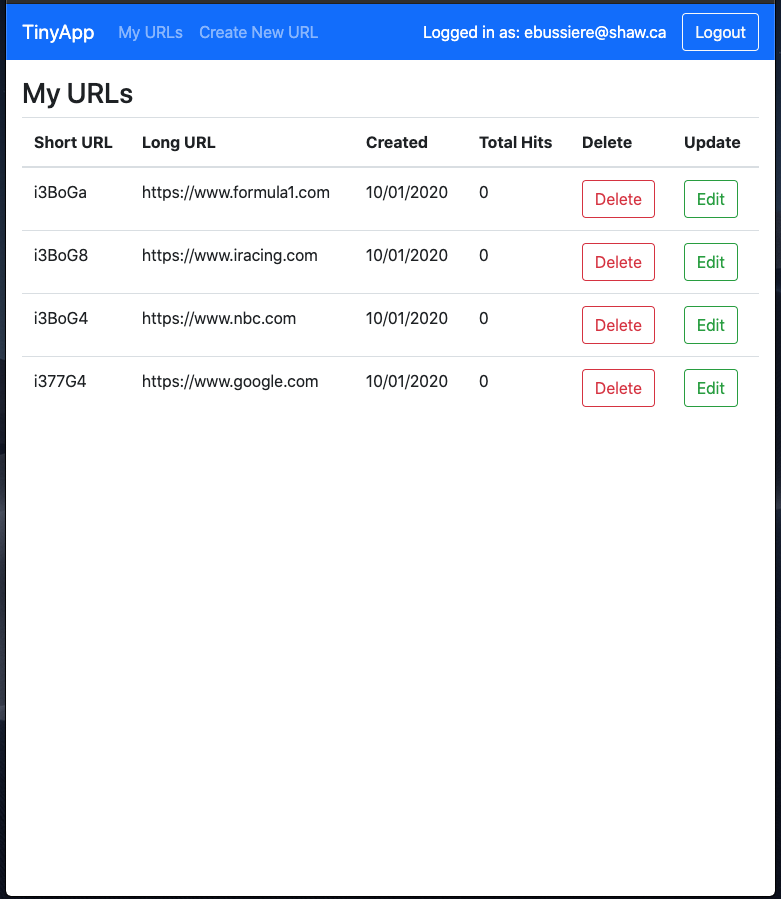 TinyApp My URLs Create New URL Logged in as: ebussiere@shaw.ca Logout
My URLs
Short URL Long URL Created Total Hits Delete Update
i3BoGa https://www.formula1.com 10/01/2020 0 Delete Edit
i3BoG8 https://www.iracing.com 10/01/2020 0 Delete Edit
i3BoG4 https://www.nbc.com 10/01/2020 0 Delete Edit
i377G4 https://www.google.com 10/01/2020 0 Delete Edit